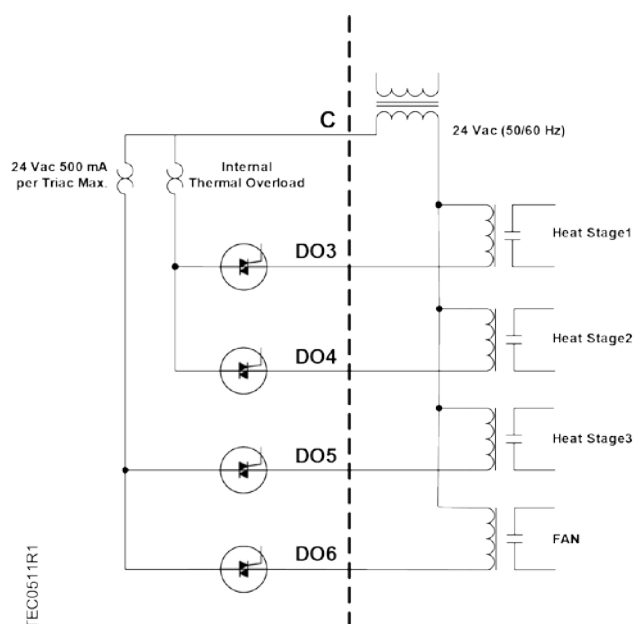 C
24 Vac (50/60 Hz)
24 Vac 500 mA
per Triac Max.
Internal
Thermal Overload
DO3
Heat Stage1
DO4
Heat Stage2
DO5
Heat Stage3
DO6
FAN
TEC0511R1